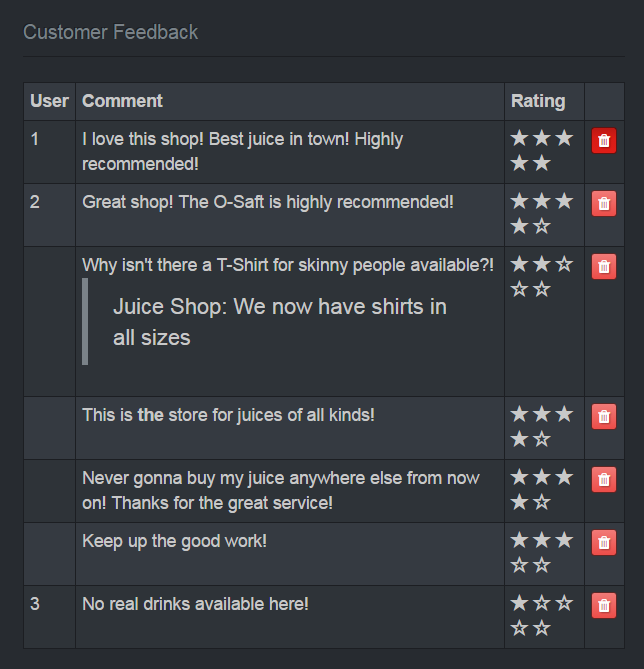 Customer Feedback
User Comment Rating
1 I love this shop! Best juice in town! Highly
recommended!
2 Great shop! The O-Saft is highly recommended!
Why isn't there a T-Shirt for skinny people available?!
Juice Shop: We now have shirts in
all sizes
This is the store for juices of all kinds!
Never gonna buy my juice anywhere else from now
on! Thanks for the great service!
Keep up the good work!
3 No real drinks available here!